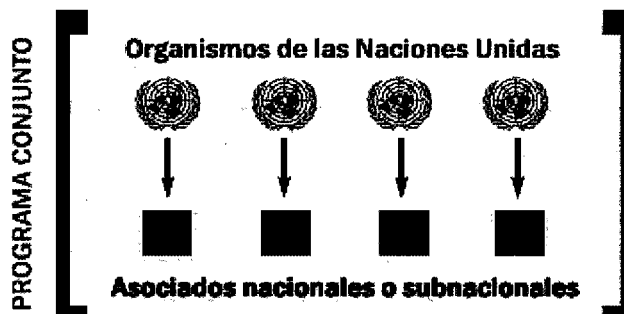 PROGRAMA CONJUNTO
Organismos de las Naciones Unidas
Asociados nacionales o subnacionales